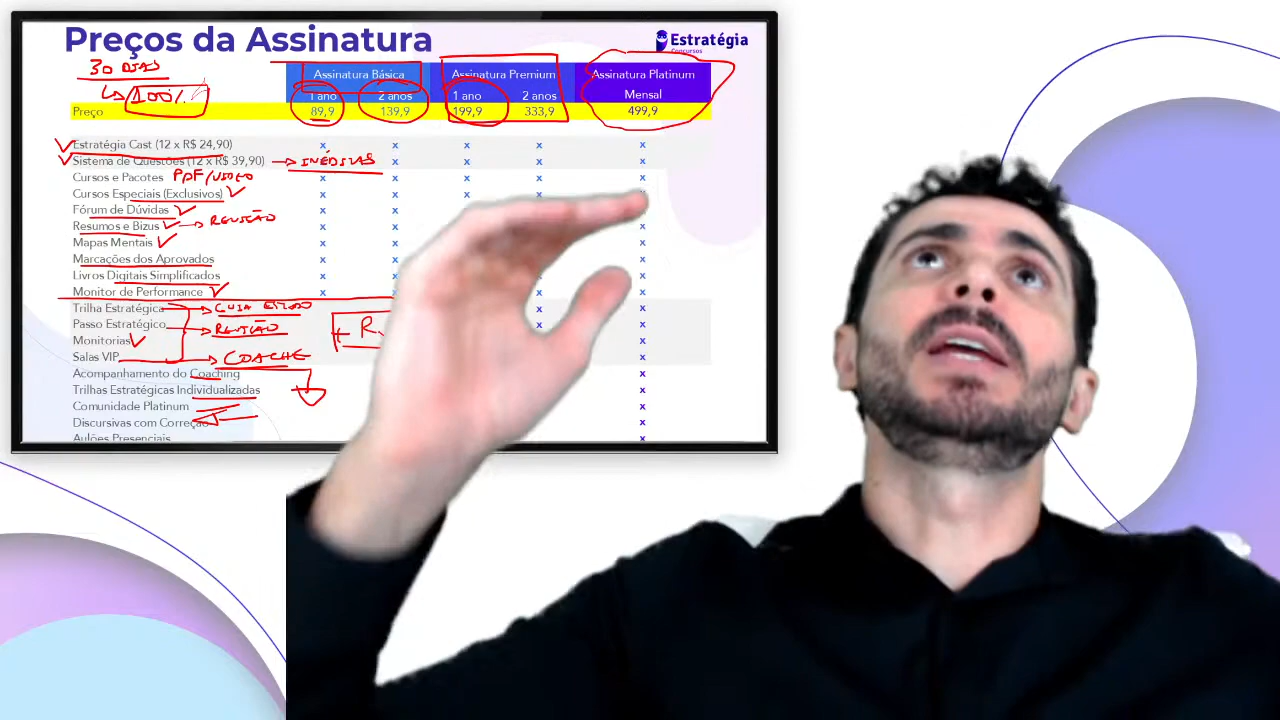 Preços da Assinatura
Estratégia
Concursos
30 DIAS
100%
Assinatura Básica Assinatura Premium Assinatura Platinum
1 ano 2 anos 1 ano 2 anos Mensal
Preço 89,9 139,9 199,9 333,9 499,9
Estratégia Cast (12 x R$ 24,90) x x x x x
Sistema de Questões (12 x R$ 39,90) INÉDITAS x x x x x
Cursos e Pacotes PDF/VIDEO x x x x x
Cursos Especiais (Exclusivos) x x x x x
Fórum de Dúvidas x x x
Resumos e Bizus REVISÃO x x x
Mapas Mentais x x x
Marcações dos Aprovados x x x
Livros Digitais Simplificados x x x
Monitor de Performance x x x
Trilha Estratégica GUIA ESTUDO x x
Passo Estratégico REVISÃO + R x x
Monitorias x
Salas VIP COACHE x
Acompanhamento do Coaching x
Trilhas Estratégicas Individualizadas x
Comunidade Platinum x
Discursivas com Correção x
Aulões Presenciais x